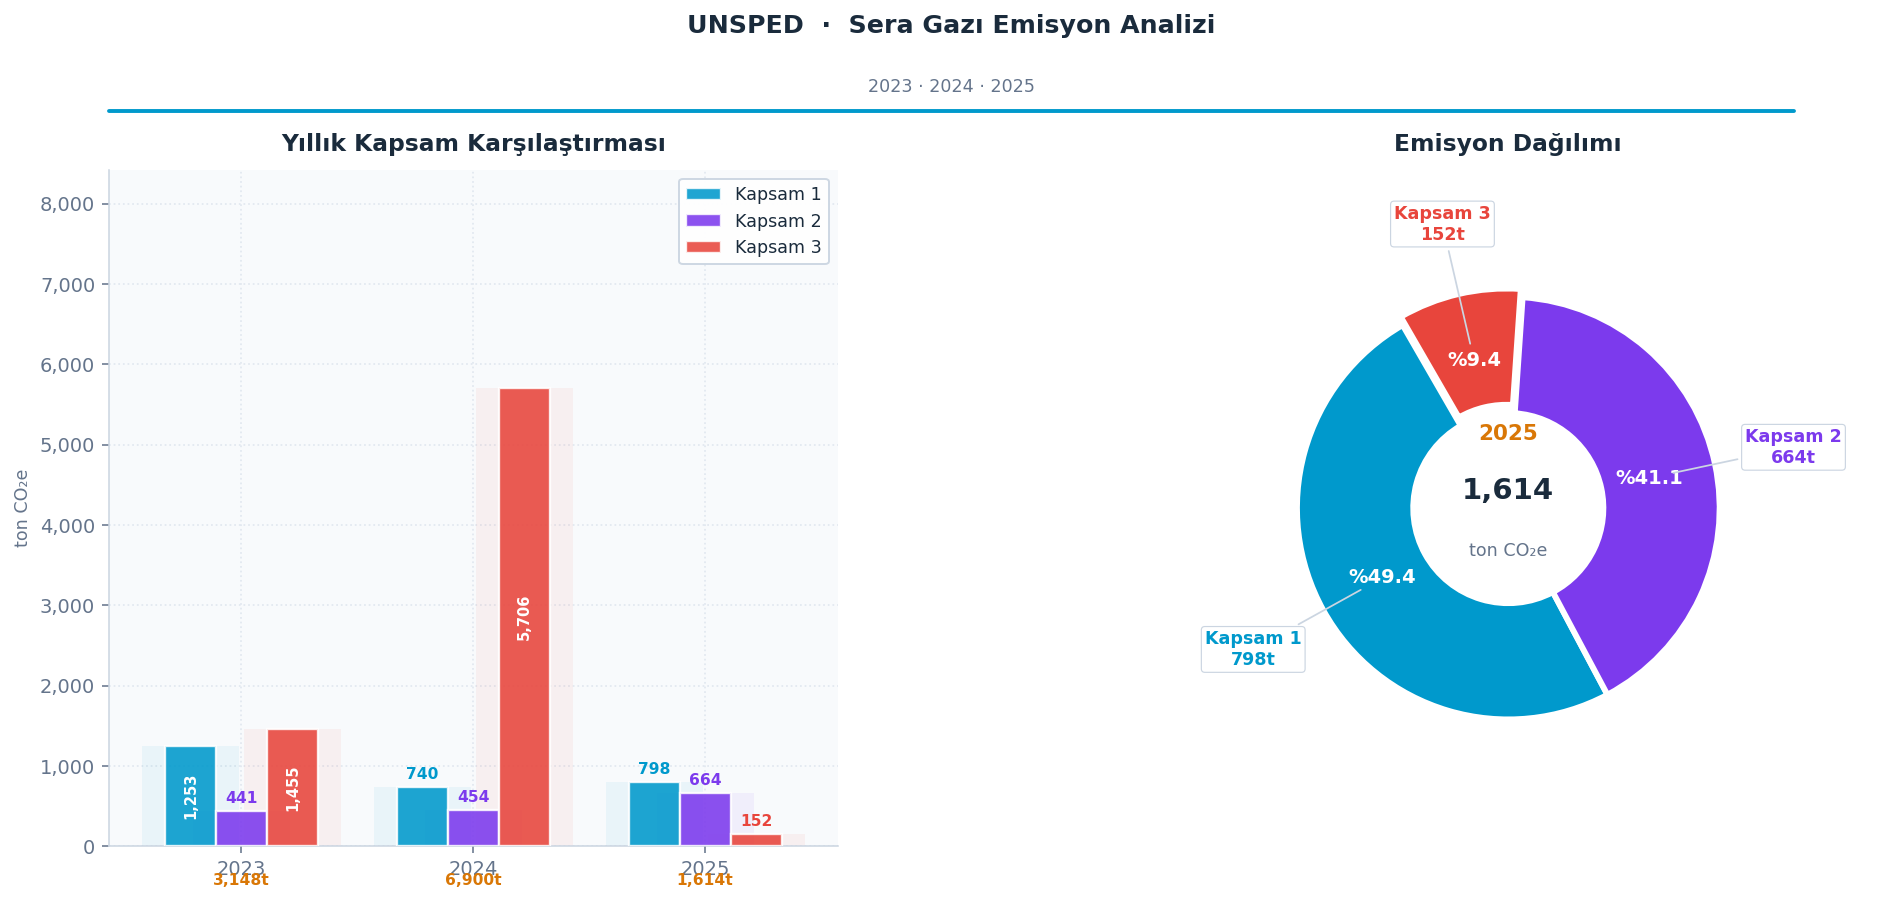 UNSPED · Sera Gazı Emisyon Analizi
2023 · 2024 · 2025
Yıllık Kapsam Karşılaştırması
ton CO₂e
8,000
7,000
6,000
5,000
4,000
3,000
2,000
1,000
0
Kapsam 1
Kapsam 2
Kapsam 3
1,253
441
1,455
740
454
5,706
798
664
152
2023
2024
2025
3,148t
6,900t
1,614t
Emisyon Dağılımı
Kapsam 3
152t
%9.4
Kapsam 2
664t
%41.1
2025
1,614
ton CO₂e
%49.4
Kapsam 1
798t